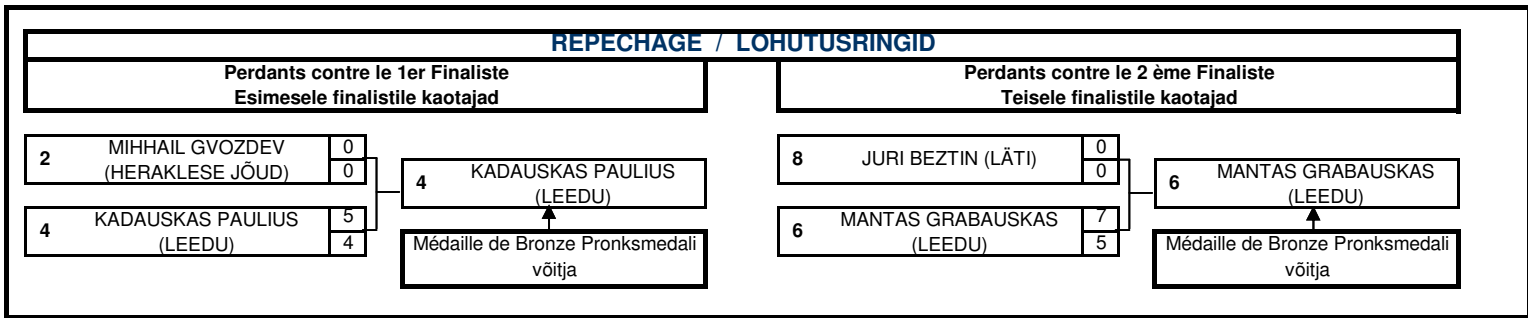 REPECHAGE / LOHUTUSRINGID
Perdants contre le 1er Finaliste
Esimesele finalistile kaotajad
Perdants contre le 2 ème Finaliste
Teisele finalistile kaotajad
2 MIHHAIL GVOZDEV 0
(HERAKLESE JÕUD) 0
4 KADAUSKAS PAULIUS
(LEEDU)
4 KADAUSKAS PAULIUS 5
(LEEDU) 4
Médaille de Bronze Pronksmedali
võitja
8 JURI BEZTIN (LÄTI) 0
0
6 MANTAS GRABAUSKAS
(LEEDU)
6 MANTAS GRABAUSKAS 7
(LEEDU) 5
Médaille de Bronze Pronksmedali
võitja